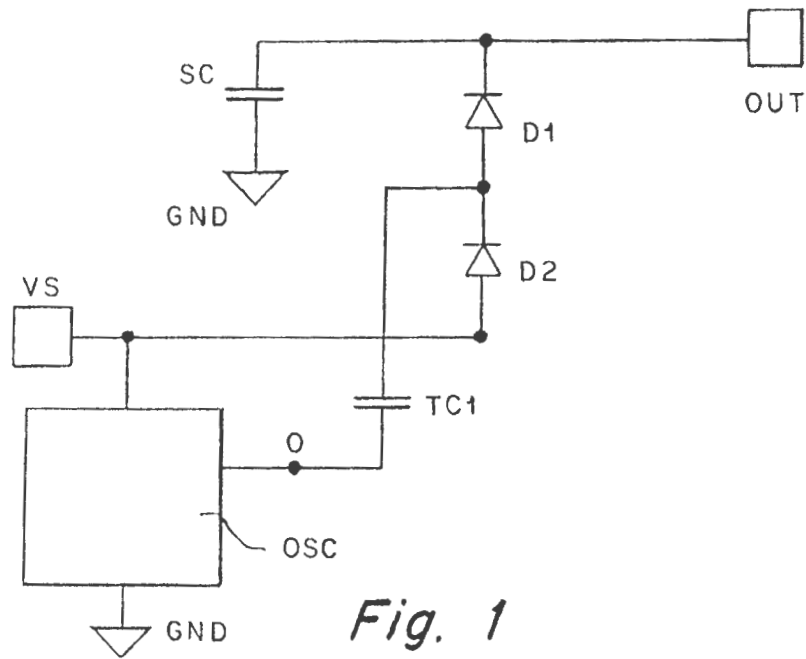 SC
OUT
D1
GND
D2
VS
TC1
O
OSC
GND
Fig. 1